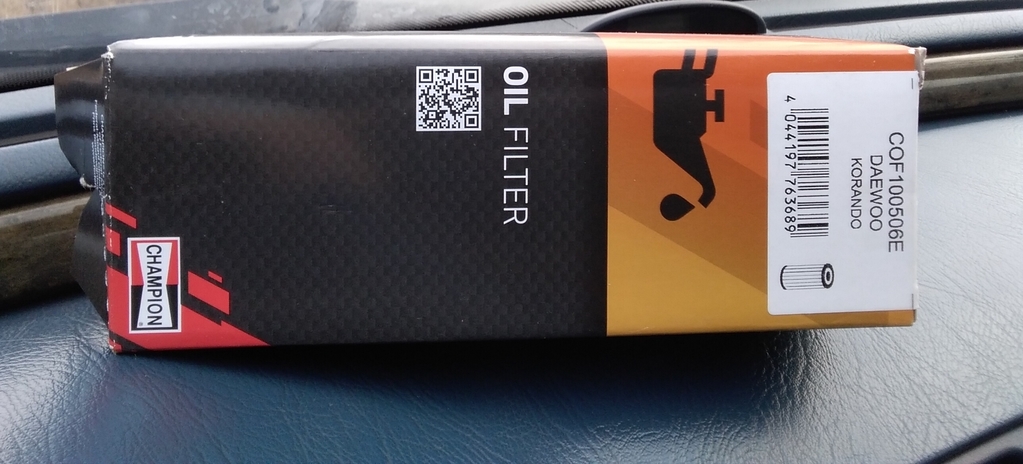 OIL FILTER
CHAMPION
COF100506E
DAEWOO
KORANDO
4 044197 763689